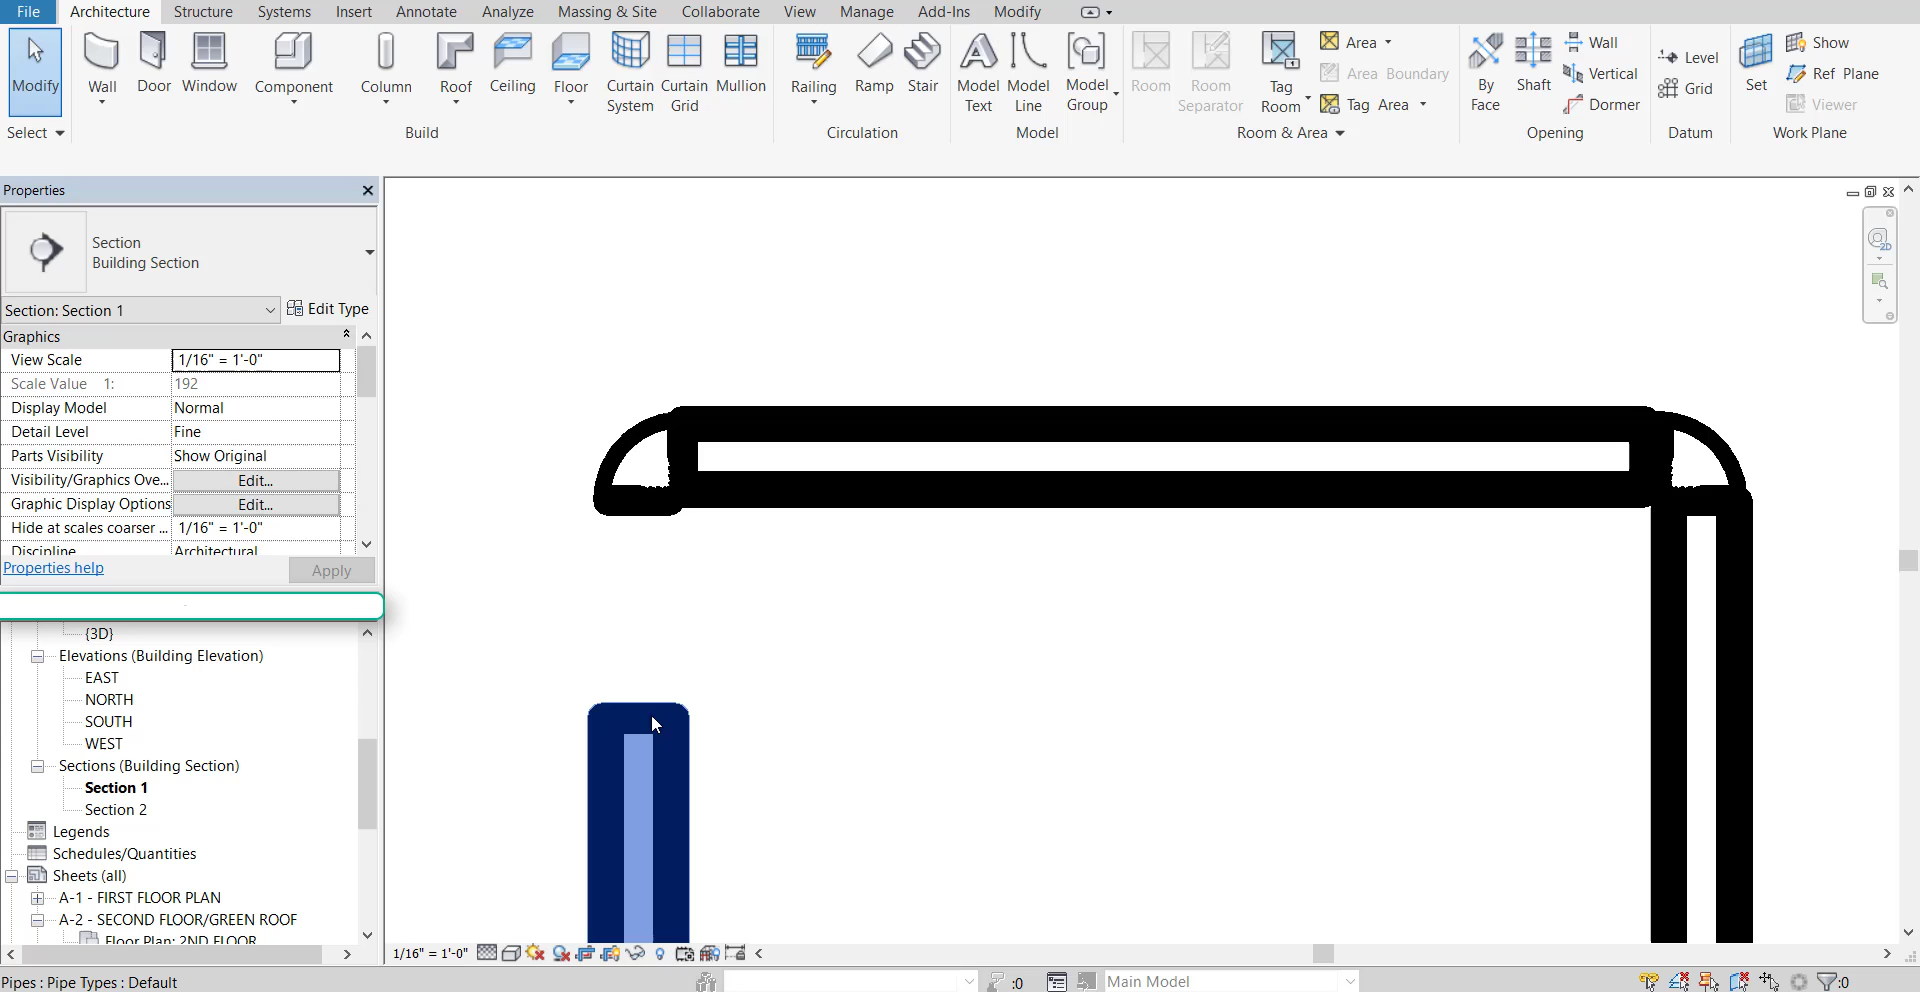 File Architecture Structure Systems Insert Annotate Analyze Massing & Site Collaborate View Manage Add-Ins Modify
Modify Wall Door Window Component Column Roof Ceiling Floor Curtain System Curtain Grid Mullion Railing Ramp Stair Model Text Model Line Model Group Room Room Separator Tag Room Area Area Boundary Tag Area By Face Shaft Wall Vertical Dormer Level Grid Set Show Ref Plane Viewer
Select Build Circulation Model Room & Area Opening Datum Work Plane
Properties
Section
Building Section
Section: Section 1 Edit Type
Graphics
View Scale 1/16" = 1'-0"
Scale Value 1: 192
Display Model Normal
Detail Level Fine
Parts Visibility Show Original
Visibility/Graphics Ove... Edit...
Graphic Display Options Edit...
Hide at scales coarser ... 1/16" = 1'-0"
Discipline Architectural
Properties help Apply
{3D}
Elevations (Building Elevation)
EAST
NORTH
SOUTH
WEST
Sections (Building Section)
Section 1
Section 2
Legends
Schedules/Quantities
Sheets (all)
A-1 - FIRST FLOOR PLAN
A-2 - SECOND FLOOR/GREEN ROOF
Floor Plan: 2ND FLOOR
2D
1/16" = 1'-0"
Pipes : Pipe Types : Default :0 Main Model :0